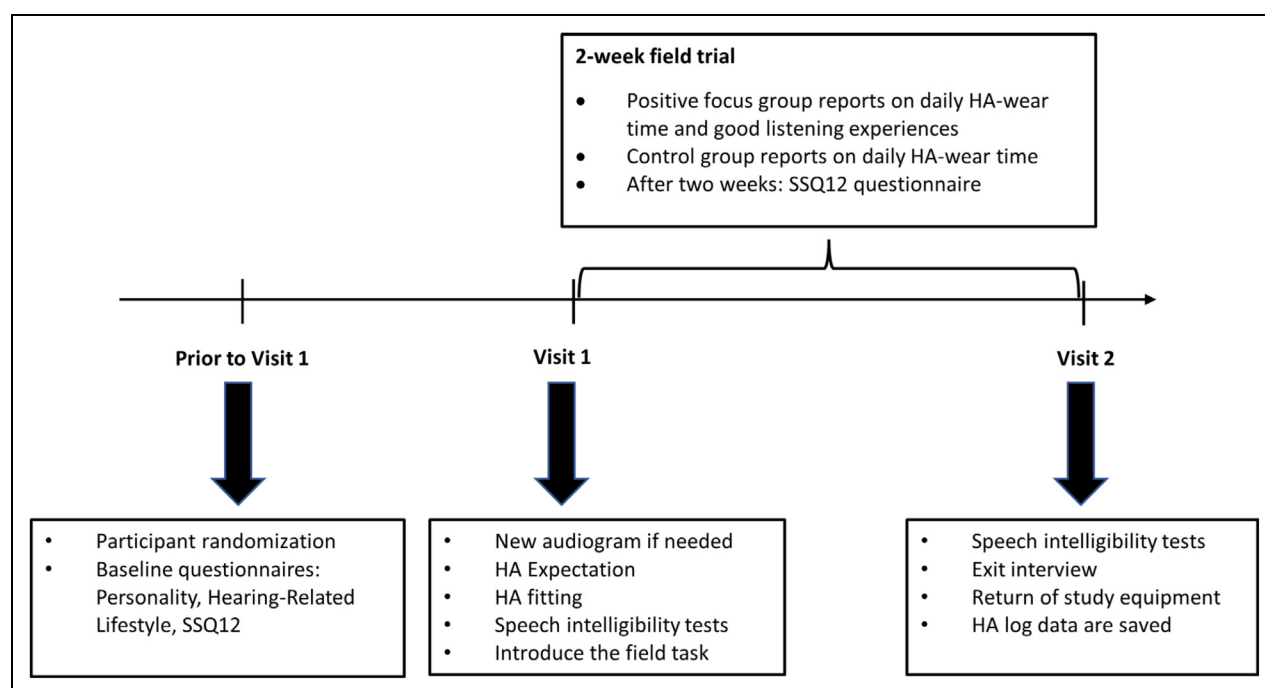 2-week field trial
• Positive focus group reports on daily HA-wear
time and good listening experiences
• Control group reports on daily HA-wear time
• After two weeks: SSQ12 questionnaire
Prior to Visit 1
Visit 1
Visit 2
• Participant randomization
• Baseline questionnaires:
Personality, Hearing-Related
Lifestyle, SSQ12
• New audiogram if needed
• HA Expectation
• HA fitting
• Speech intelligibility tests
• Introduce the field task
• Speech intelligibility tests
• Exit interview
• Return of study equipment
• HA log data are saved